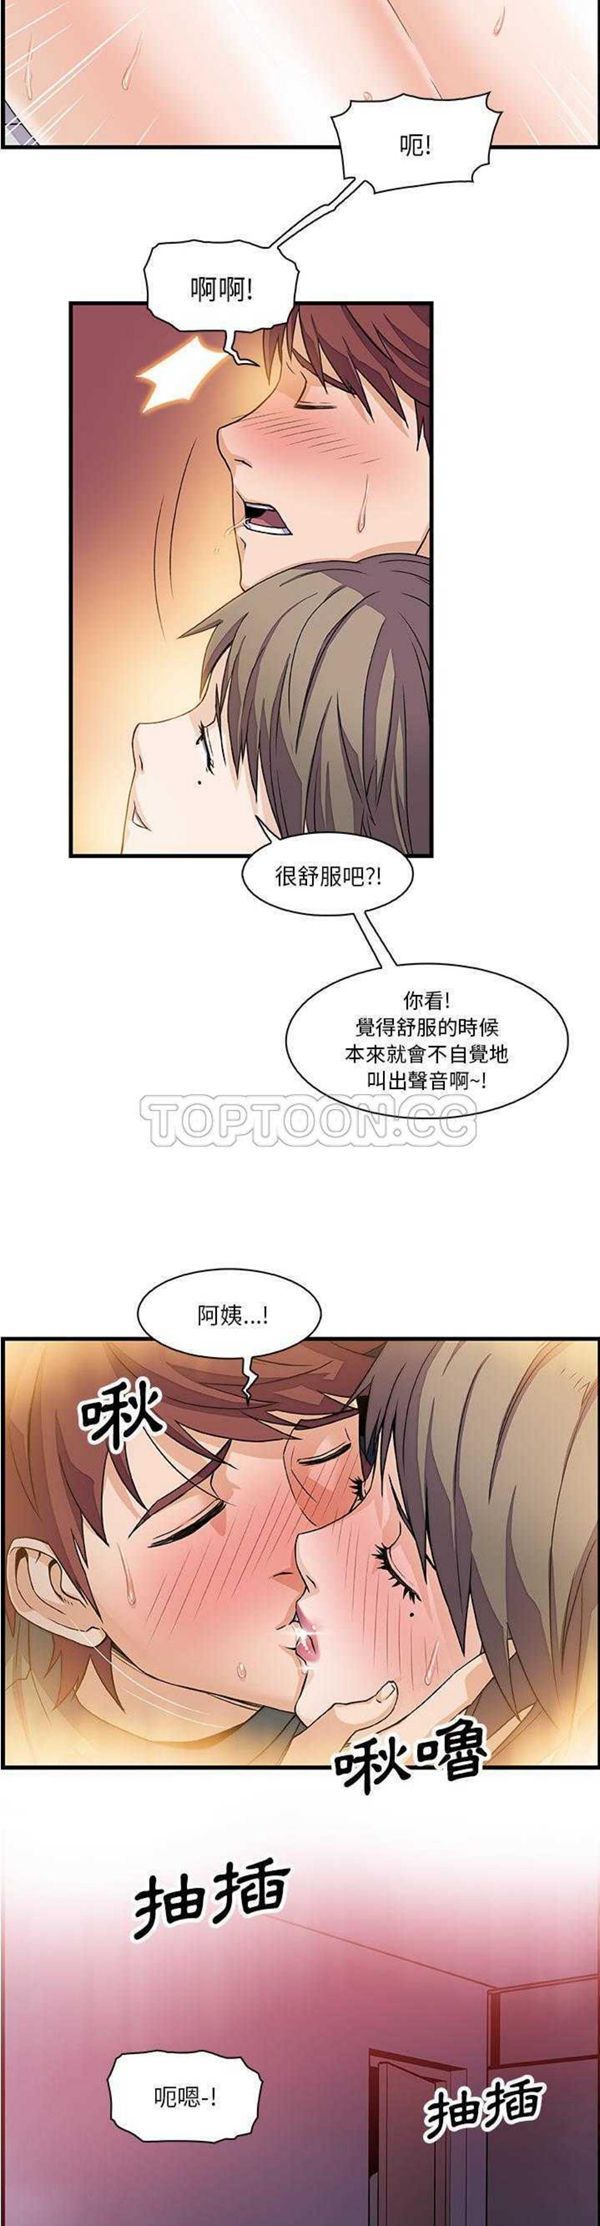 呃!
啊啊!
很舒服吧?!
你看!
覺得舒服的時候
本來就會不自覺地
叫出聲音啊~!
TOPTOON.CC
阿姨...!
啾
啾嚕
抽插
呃嗯-!
抽插